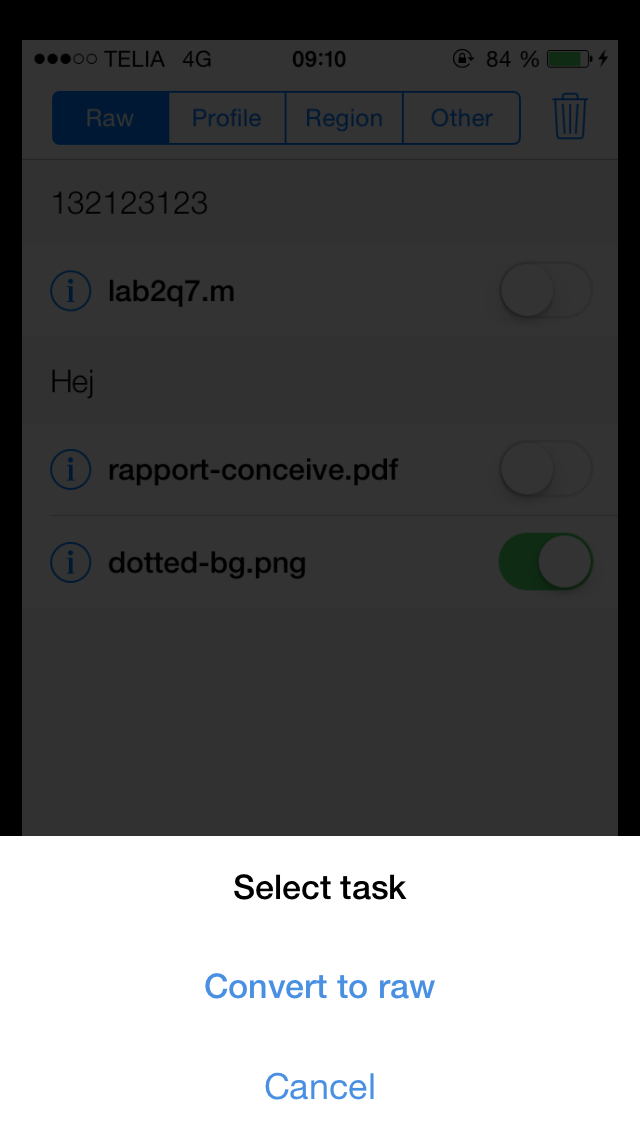 TELIA 4G 09:10 84 %
Raw Profile Region Other
132123123
i lab2q7.m
Hej
i rapport-conceive.pdf
i dotted-bg.png
Select task
Convert to raw
Cancel